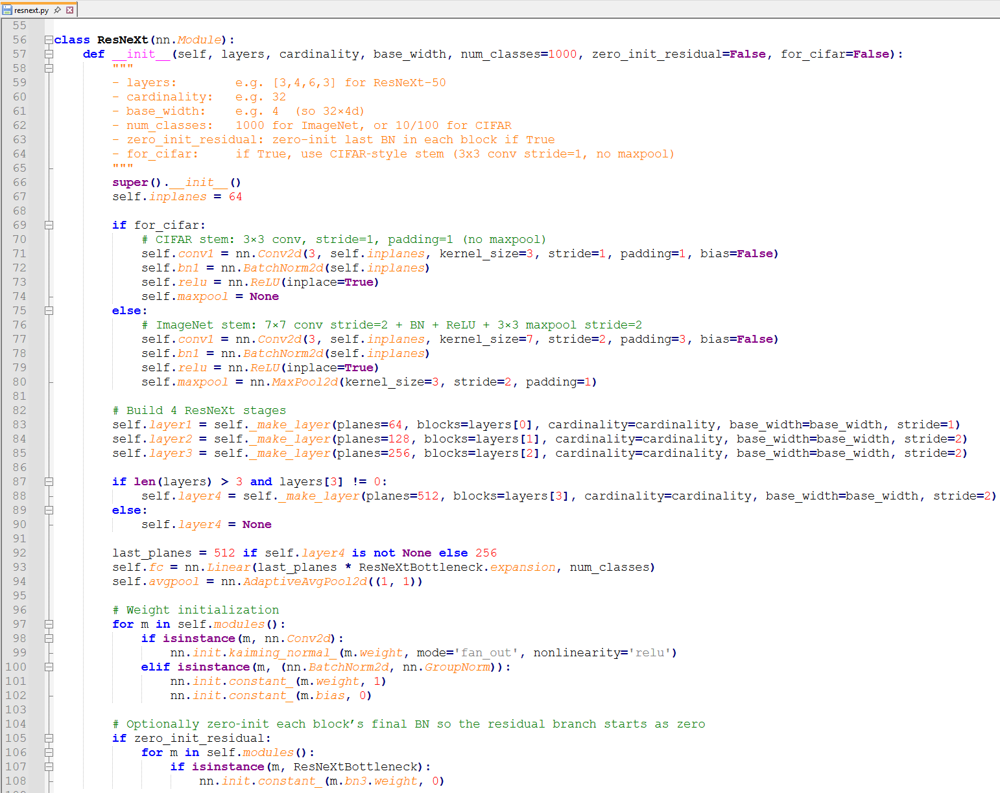 resnext.py
55
56 class ResNeXt(nn.Module):
57     def __init__(self, layers, cardinality, base_width, num_classes=1000, zero_init_residual=False, for_cifar=False):
58         """
59         - layers:        e.g. [3,4,6,3] for ResNeXt-50
60         - cardinality:   e.g. 32
61         - base_width:    e.g. 4  (so 32×4d)
62         - num_classes:   1000 for ImageNet, or 10/100 for CIFAR
63         - zero_init_residual: zero-init last BN in each block if True
64         - for_cifar:     if True, use CIFAR-style stem (3x3 conv stride=1, no maxpool)
65         """
66         super().__init__()
67         self.inplanes = 64
68
69         if for_cifar:
70             # CIFAR stem: 3×3 conv, stride=1, padding=1 (no maxpool)
71             self.conv1 = nn.Conv2d(3, self.inplanes, kernel_size=3, stride=1, padding=1, bias=False)
72             self.bn1 = nn.BatchNorm2d(self.inplanes)
73             self.relu = nn.ReLU(inplace=True)
74             self.maxpool = None
75         else:
76             # ImageNet stem: 7×7 conv stride=2 + BN + ReLU + 3×3 maxpool stride=2
77             self.conv1 = nn.Conv2d(3, self.inplanes, kernel_size=7, stride=2, padding=3, bias=False)
78             self.bn1 = nn.BatchNorm2d(self.inplanes)
79             self.relu = nn.ReLU(inplace=True)
80             self.maxpool = nn.MaxPool2d(kernel_size=3, stride=2, padding=1)
81
82         # Build 4 ResNeXt stages
83         self.layer1 = self._make_layer(planes=64, blocks=layers[0], cardinality=cardinality, base_width=base_width, stride=1)
84         self.layer2 = self._make_layer(planes=128, blocks=layers[1], cardinality=cardinality, base_width=base_width, stride=2)
85         self.layer3 = self._make_layer(planes=256, blocks=layers[2], cardinality=cardinality, base_width=base_width, stride=2)
86
87         if len(layers) > 3 and layers[3] != 0:
88             self.layer4 = self._make_layer(planes=512, blocks=layers[3], cardinality=cardinality, base_width=base_width, stride=2)
89         else:
90             self.layer4 = None
91
92         last_planes = 512 if self.layer4 is not None else 256
93         self.fc = nn.Linear(last_planes * ResNeXtBottleneck.expansion, num_classes)
94         self.avgpool = nn.AdaptiveAvgPool2d((1, 1))
95
96         # Weight initialization
97         for m in self.modules():
98             if isinstance(m, nn.Conv2d):
99                 nn.init.kaiming_normal_(m.weight, mode='fan_out', nonlinearity='relu')
100             elif isinstance(m, (nn.BatchNorm2d, nn.GroupNorm)):
101                 nn.init.constant_(m.weight, 1)
102                 nn.init.constant_(m.bias, 0)
103
104         # Optionally zero-init each block’s final BN so the residual branch starts as zero
105         if zero_init_residual:
106             for m in self.modules():
107                 if isinstance(m, ResNeXtBottleneck):
108                     nn.init.constant_(m.bn3.weight, 0)